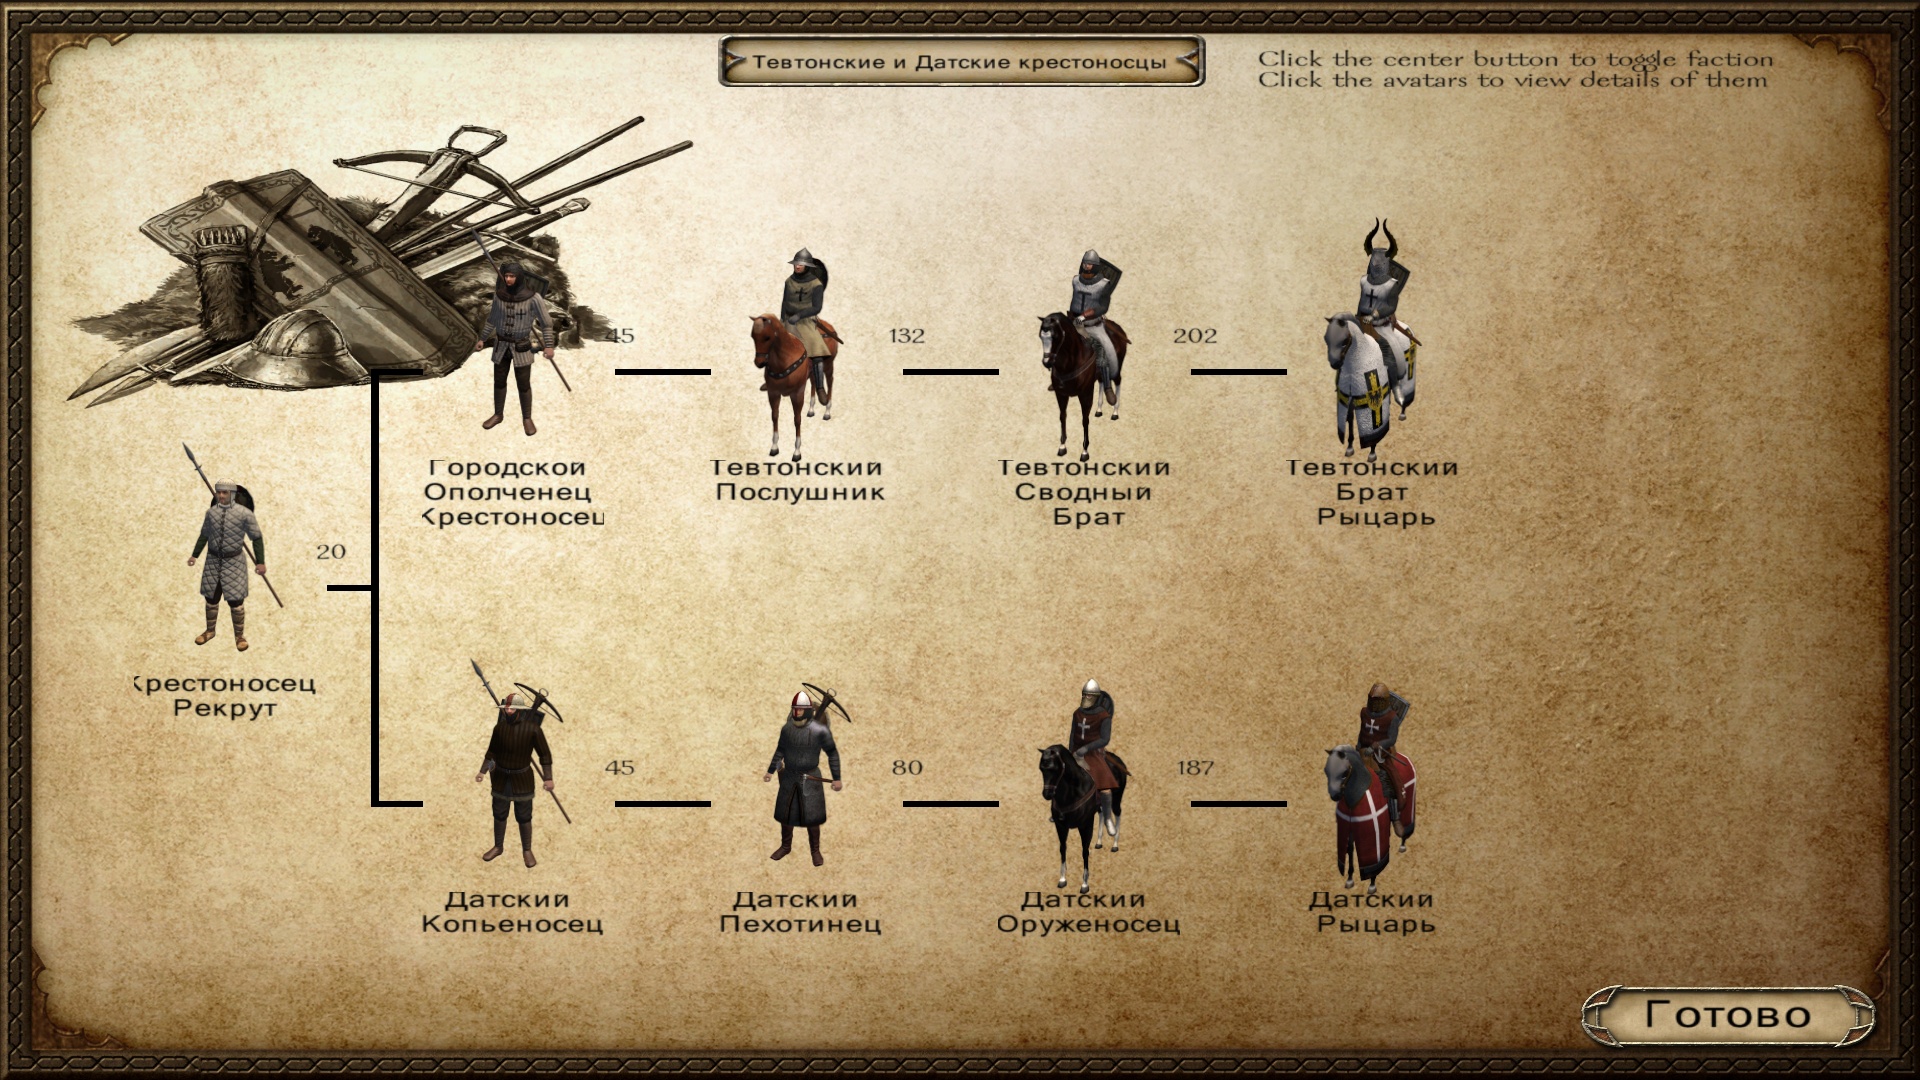 Тевтонские и Датские крестоносцы
Click the center button to toggle faction
Click the avatars to view details of them
45
132
202
Городской
Ополченец
Крестоносец
Тевтонский
Послушник
Тевтонский
Сводный
Брат
Тевтонский
Брат
Рыцарь
20
Крестоносец
Рекрут
45
80
187
Датский
Копьеносец
Датский
Пехотинец
Датский
Оруженосец
Датский
Рыцарь
Готово